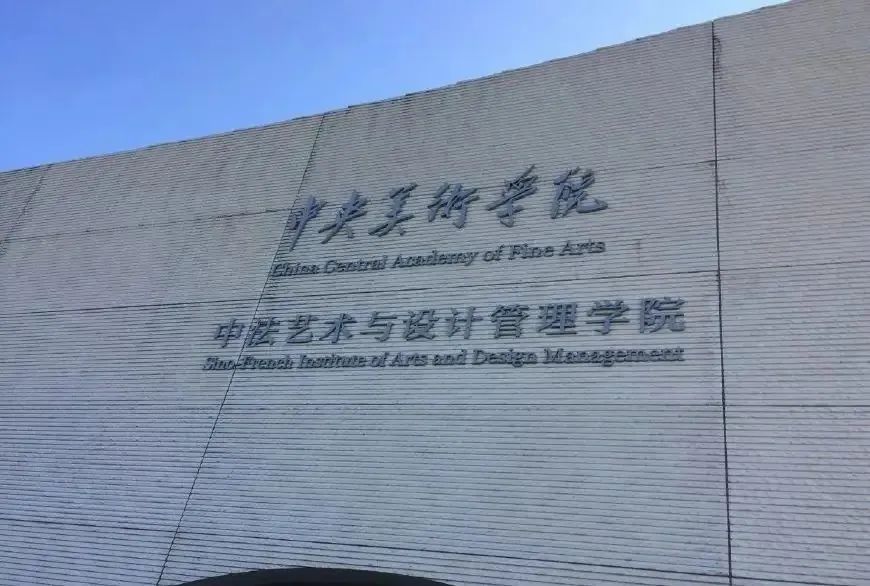 中央美術学院
China Central Academy of Fine Arts
中法艺术与设计管理学院
Sino-French Institute of Arts and Design Management